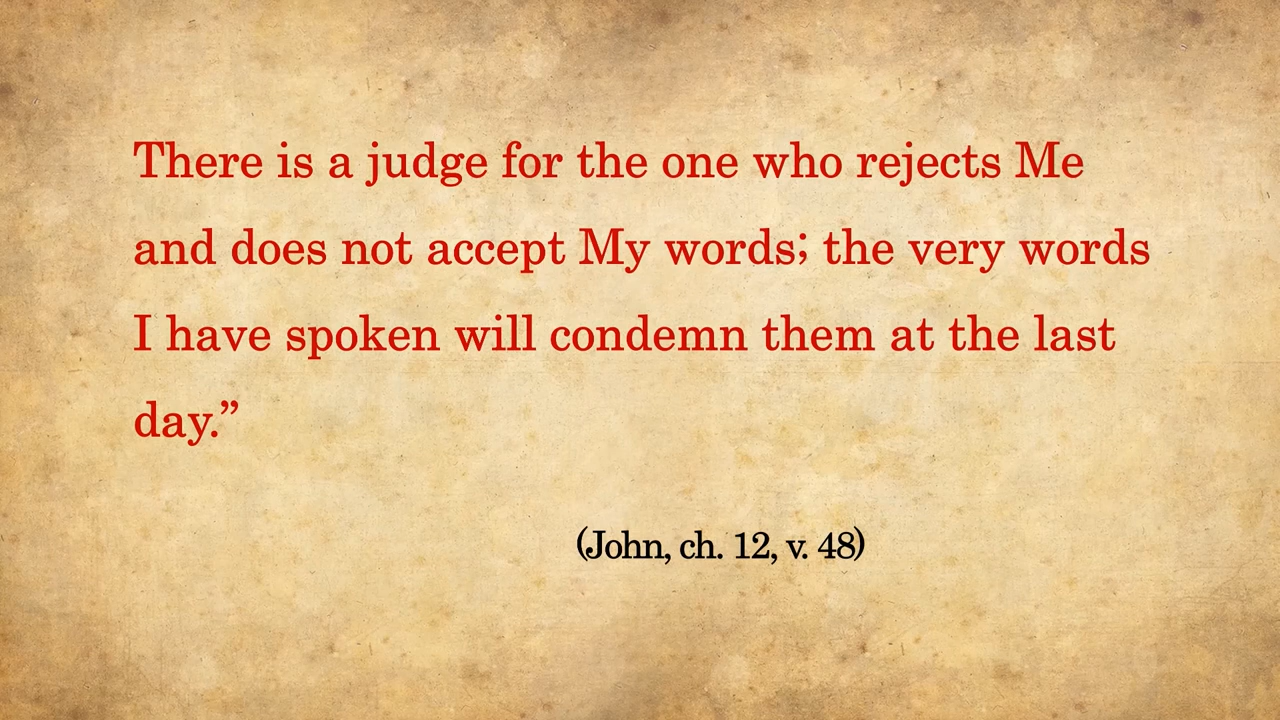 There is a judge for the one who rejects Me
and does not accept My words; the very words
I have spoken will condemn them at the last
day.”
(John, ch. 12, v. 48)